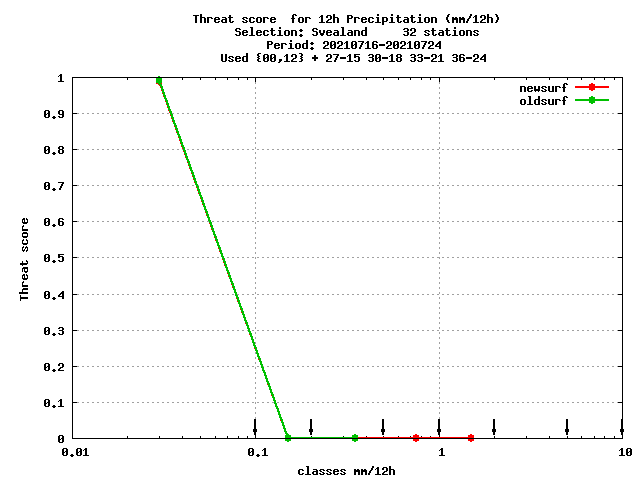 Threat score  for 12h Precipitation (mm/12h)
Selection: Svealand     32 stations
Period: 20210716-20210724
Used {00,12} + 27-15 30-18 33-21 36-24
newsurf
oldsurf
1
0.9
0.8
0.7
0.6
0.5
0.4
0.3
0.2
0.1
0
Threat score
0.01 0.1 1 10
classes mm/12h